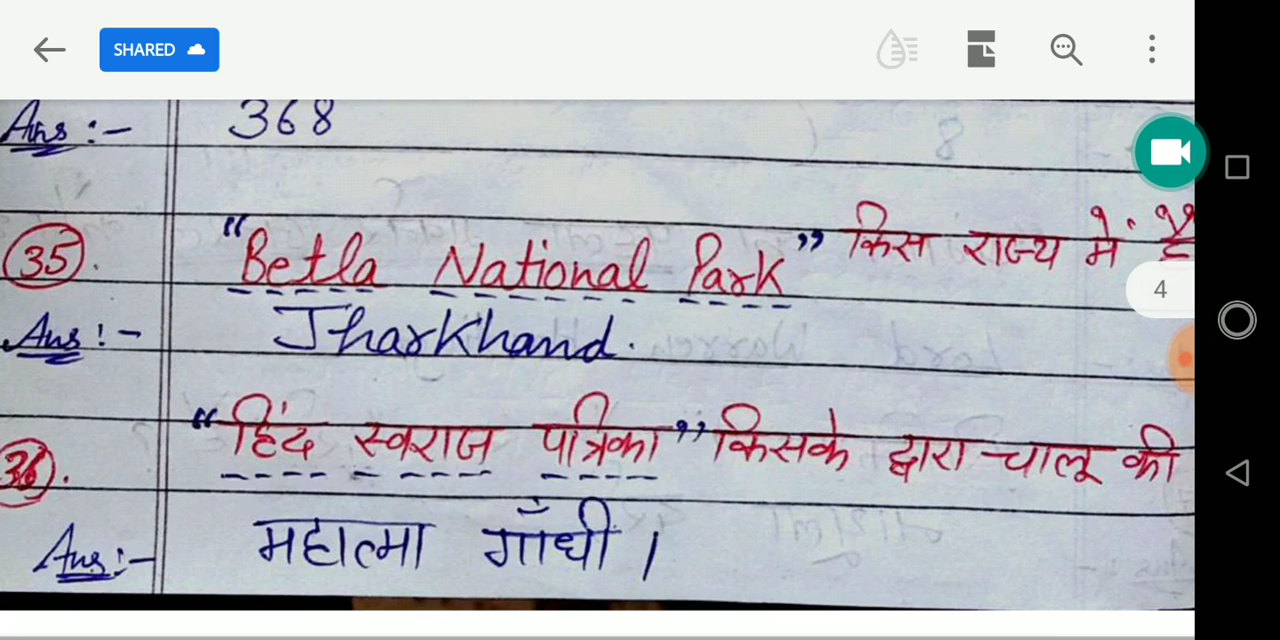 SHARED
Ans :- 368
35. "Betla National Park" किस राज्य में है
4
Ans :- Jharkhand.
36. "हिंद स्वराज पत्रिका" किसके द्वारा चालू की
Ans :- महात्मा गाँधी ।